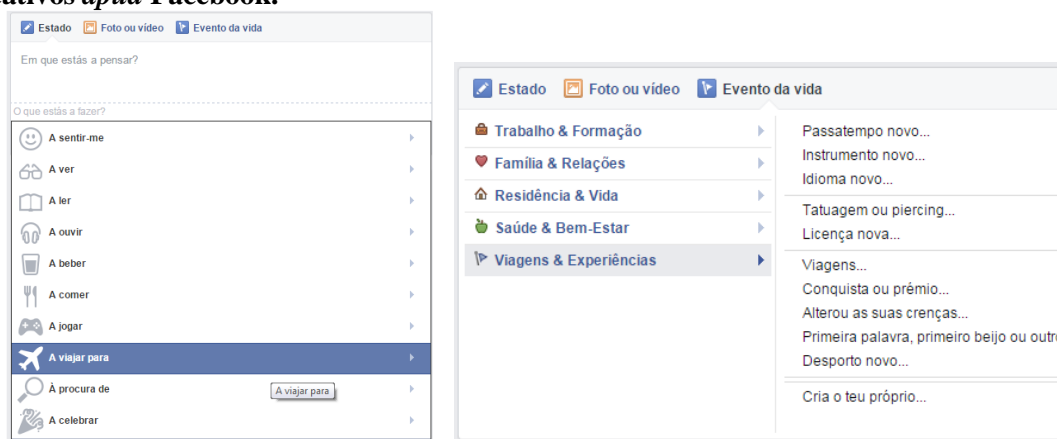 apud Facebook.
Estado Foto ou vídeo Evento da vida
Em que estás a pensar?
O que estás a fazer?
A sentir-me
A ver
A ler
A ouvir
A beber
A comer
A jogar
A viajar para
À procura de
A viajar para
A celebrar
Estado Foto ou vídeo Evento da vida
Trabalho & Formação
Família & Relações
Residência & Vida
Saúde & Bem-Estar
Viagens & Experiências
Passatempo novo...
Instrumento novo...
Idioma novo...
Tatuagem ou piercing...
Licença nova...
Viagens...
Conquista ou prémio...
Alterou as suas crenças...
Primeira palavra, primeiro beijo ou outro
Desporto novo...
Cria o teu próprio...